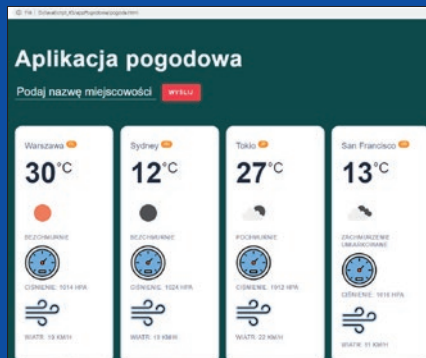 Aplikacja pogodowa
Podaj nazwę miejscowości
WYŚLIJ
Warszawa
30°C
BEZCHMURNIE
CIŚNIENIE: 1014 HPA
WIATR: 19 KM/H
Sydney
12°C
BEZCHMURNIE
CIŚNIENIE: 1024 HPA
WIATR: 13 KM/H
Tokio
27°C
POCHMURNIE
CIŚNIENIE: 1012 HPA
WIATR: 22 KM/H
San Francisco
13°C
ZACHMURZENIE
UMIARKOWANE
CIŚNIENIE: 1016 HPA
WIATR: 31 KM/H